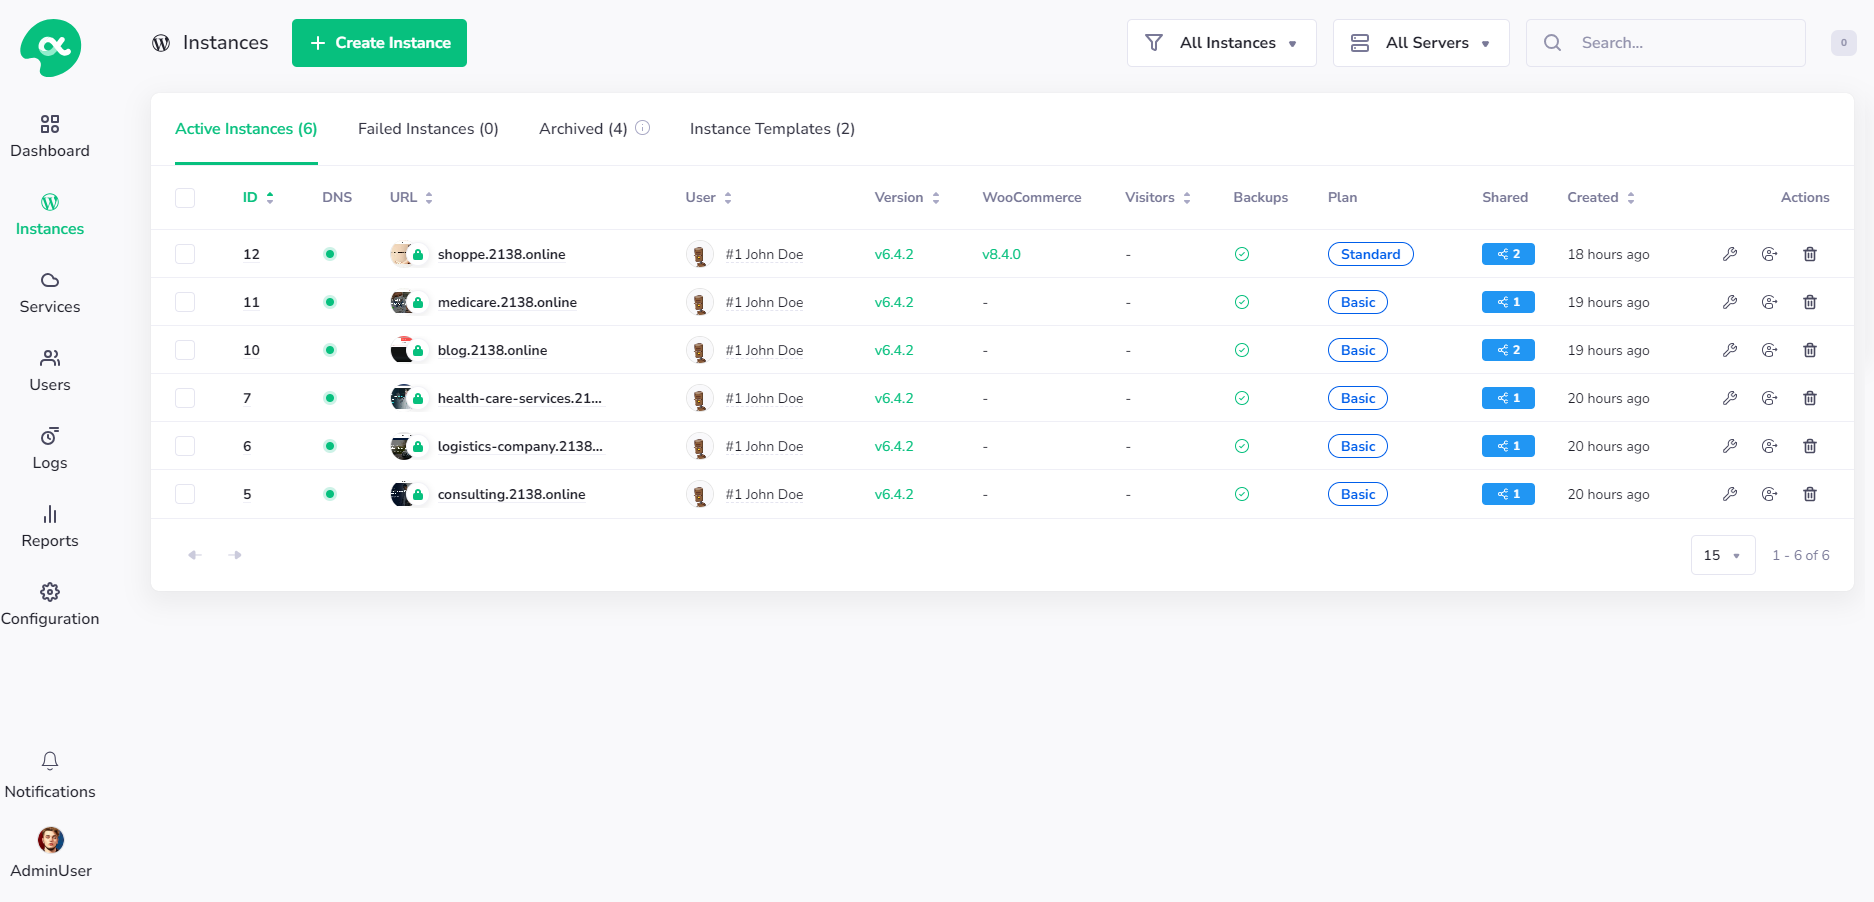 Instances
Create Instance
All Instances
All Servers
Search...
0
Dashboard
Instances
Services
Users
Logs
Reports
Configuration
Notifications
AdminUser
Active Instances (6) Failed Instances (0) Archived (4) Instance Templates (2)
ID DNS URL User Version WooCommerce Visitors Backups Plan Shared Created Actions
12 shoppe.2138.online #1 John Doe v6.4.2 v8.4.0 - Standard 2 18 hours ago
11 medicare.2138.online #1 John Doe v6.4.2 - - Basic 1 19 hours ago
10 blog.2138.online #1 John Doe v6.4.2 - - Basic 2 19 hours ago
7 health-care-services.21... #1 John Doe v6.4.2 - - Basic 1 20 hours ago
6 logistics-company.2138... #1 John Doe v6.4.2 - - Basic 1 20 hours ago
5 consulting.2138.online #1 John Doe v6.4.2 - - Basic 1 20 hours ago
15 1 - 6 of 6